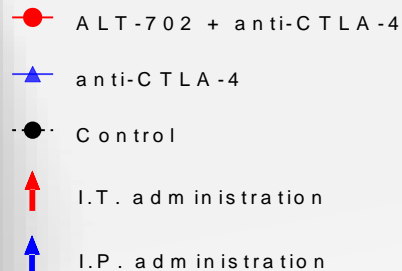 ALT-702 + anti-CTLA-4
anti-CTLA-4
Control
I.T. administration
I.P. administration